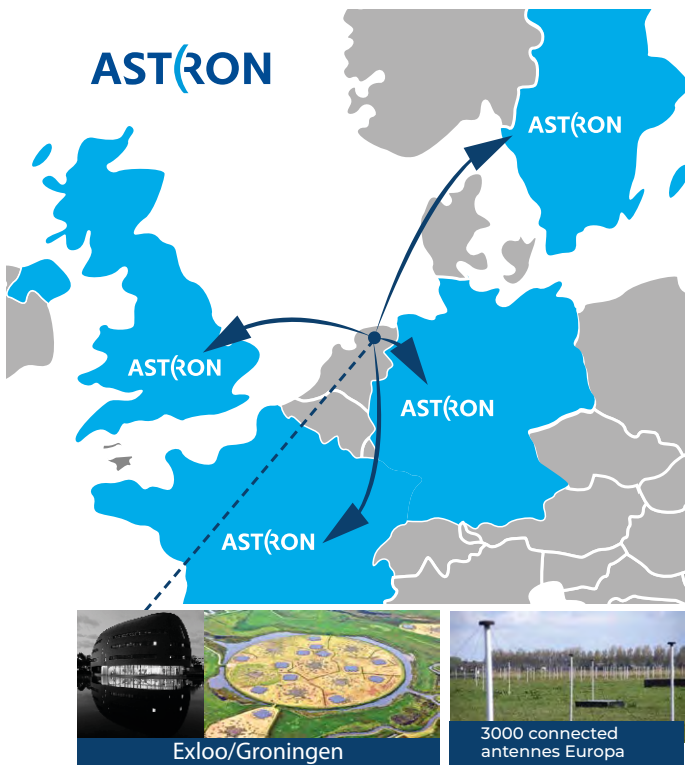 ASTRON
ASTRON
ASTRON
ASTRON
ASTRON
Exloo/Groningen
3000 connected
antennes Europa